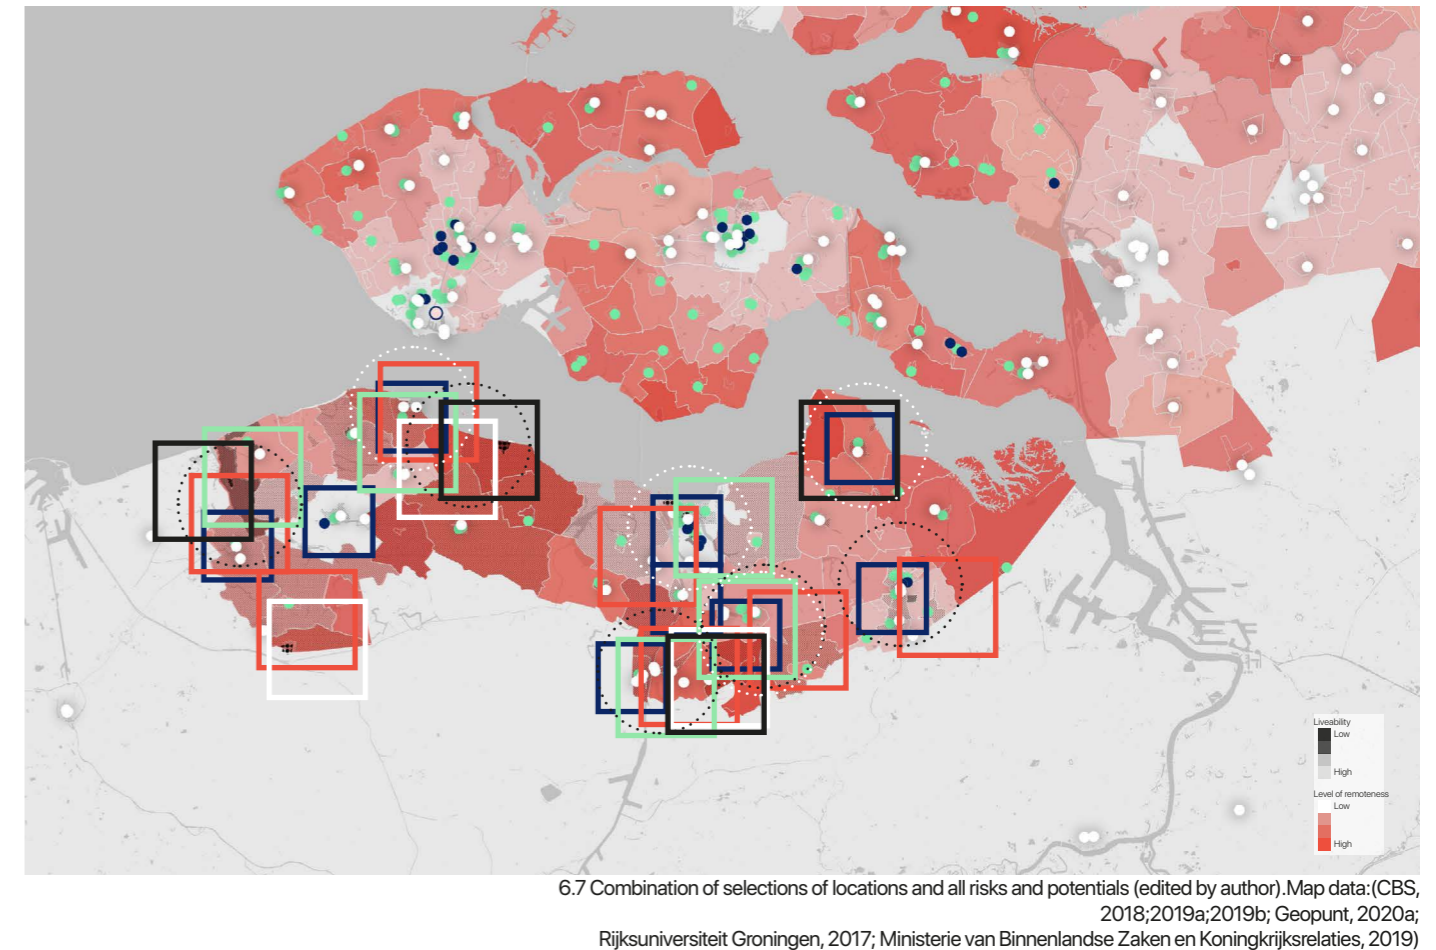 Liveability
Low
High
Level of remoteness
Low
High
6.7 Combination of selections of locations and all risks and potentials (edited by author).Map data:(CBS,
2018;2019a;2019b; Geopunt, 2020a;
Rijksuniversiteit Groningen, 2017; Ministerie van Binnenlandse Zaken en Koningkrijksrelaties, 2019)